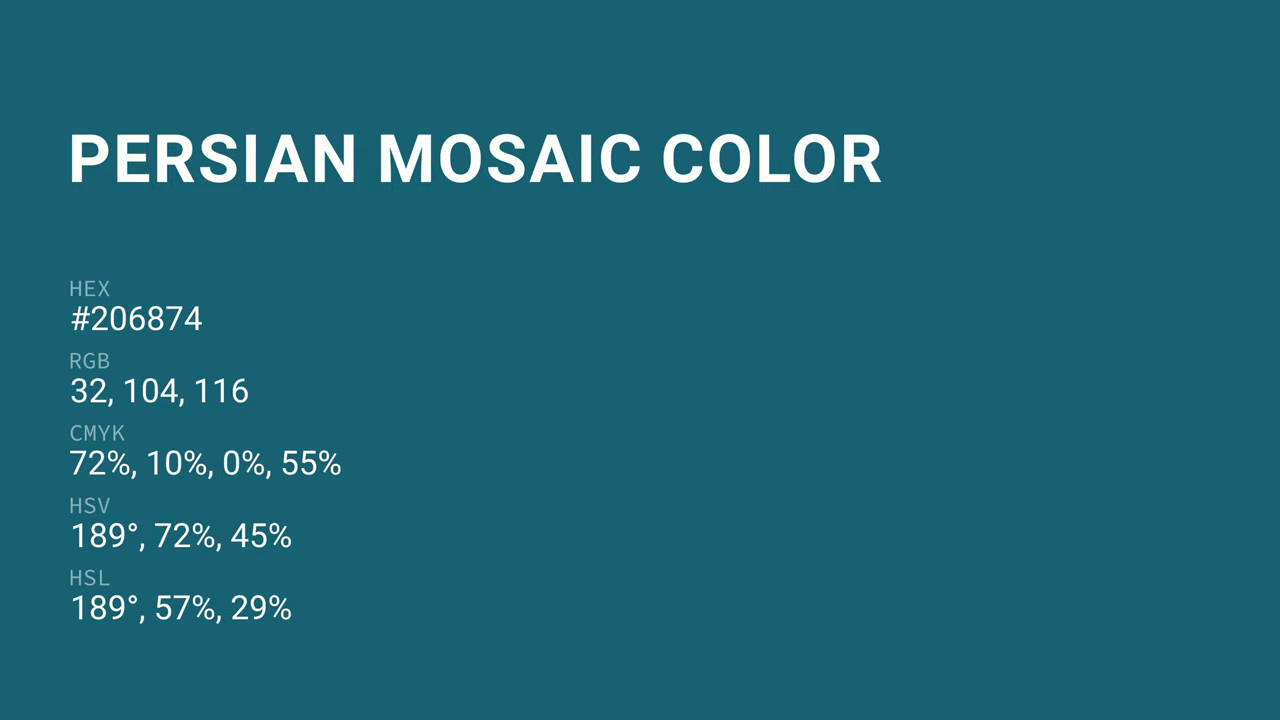 PERSIAN MOSAIC COLOR
HEX
#206874
RGB
32, 104, 116
CMYK
72%, 10%, 0%, 55%
HSV
189°, 72%, 45%
HSL
189°, 57%, 29%